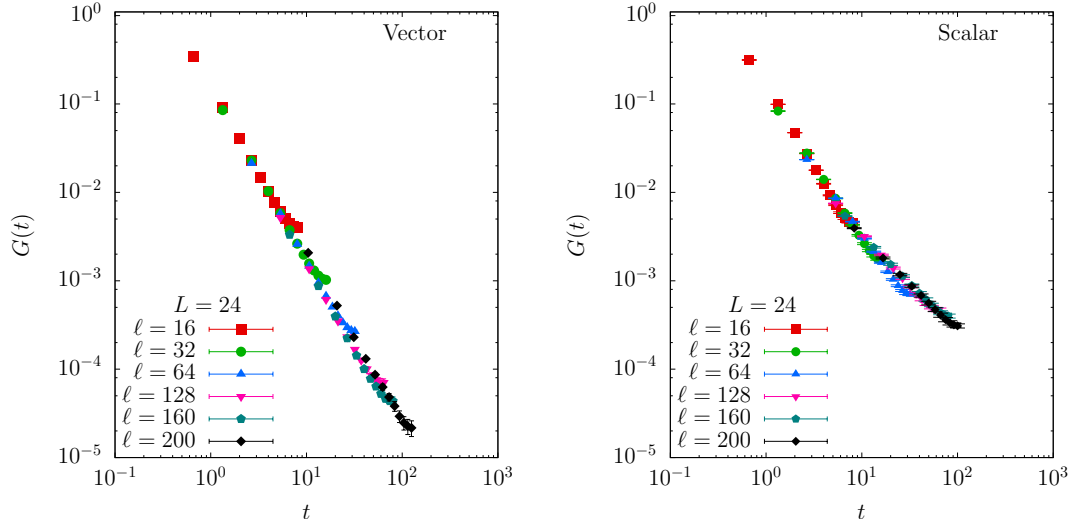 Vector
G(t)
10^0
10^{-1}
10^{-2}
10^{-3}
10^{-4}
10^{-5}
L = 24
ℓ = 16
ℓ = 32
ℓ = 64
ℓ = 128
ℓ = 160
ℓ = 200
10^{-1} 10^0 10^1 10^2 10^3
t
Scalar
G(t)
10^0
10^{-1}
10^{-2}
10^{-3}
10^{-4}
10^{-5}
L = 24
ℓ = 16
ℓ = 32
ℓ = 64
ℓ = 128
ℓ = 160
ℓ = 200
10^{-1} 10^0 10^1 10^2 10^3
t